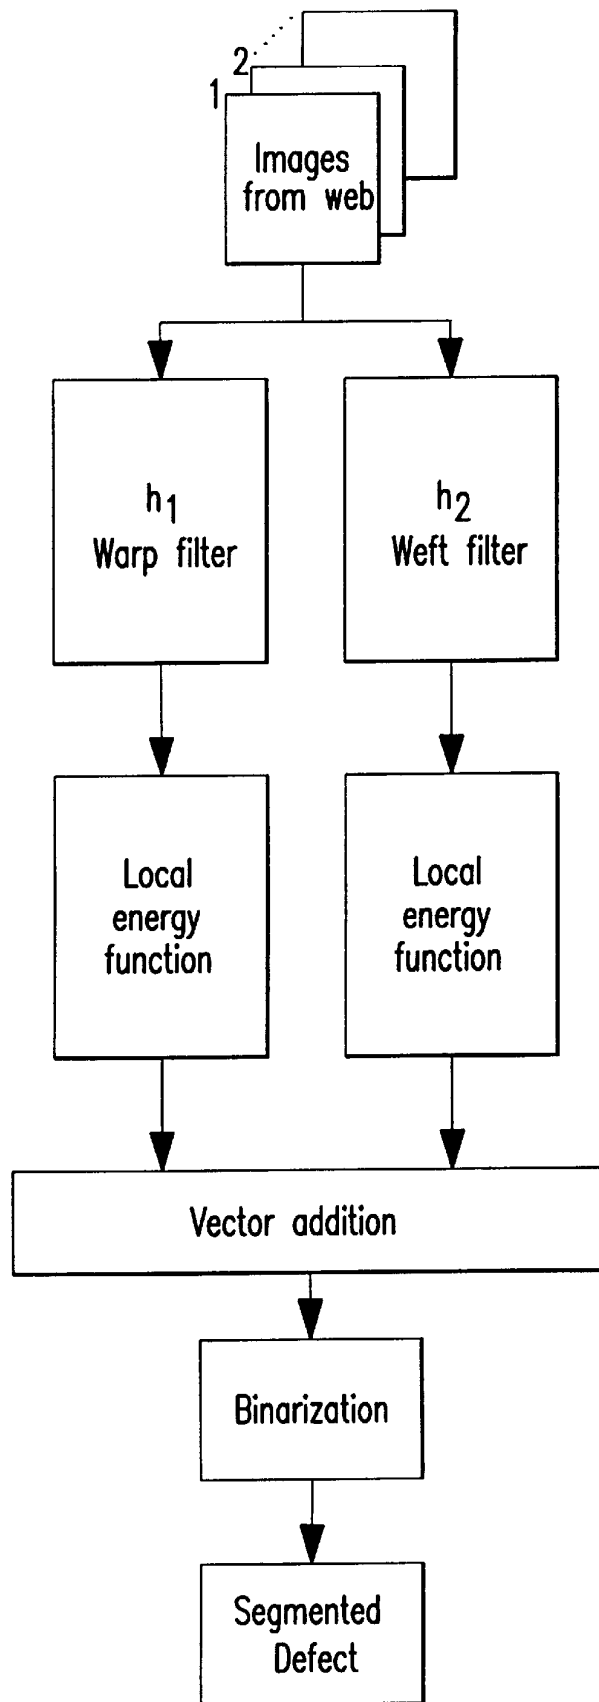 2
1
Images
from web
h1
Warp filter
h2
Weft filter
Local
energy
function
Local
energy
function
Vector addition
Binarization
Segmented
Defect